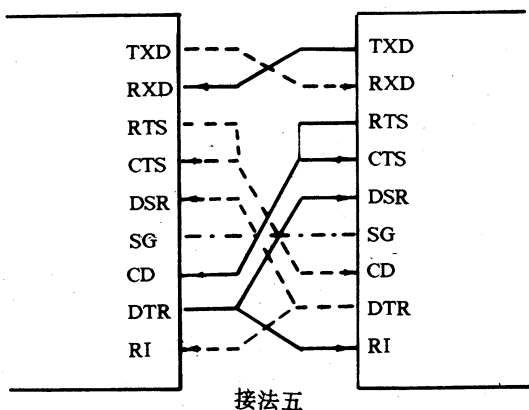 TXD TXD
RXD RXD
RTS RTS
CTS CTS
DSR DSR
SG SG
CD CD
DTR DTR
RI RI
接法五